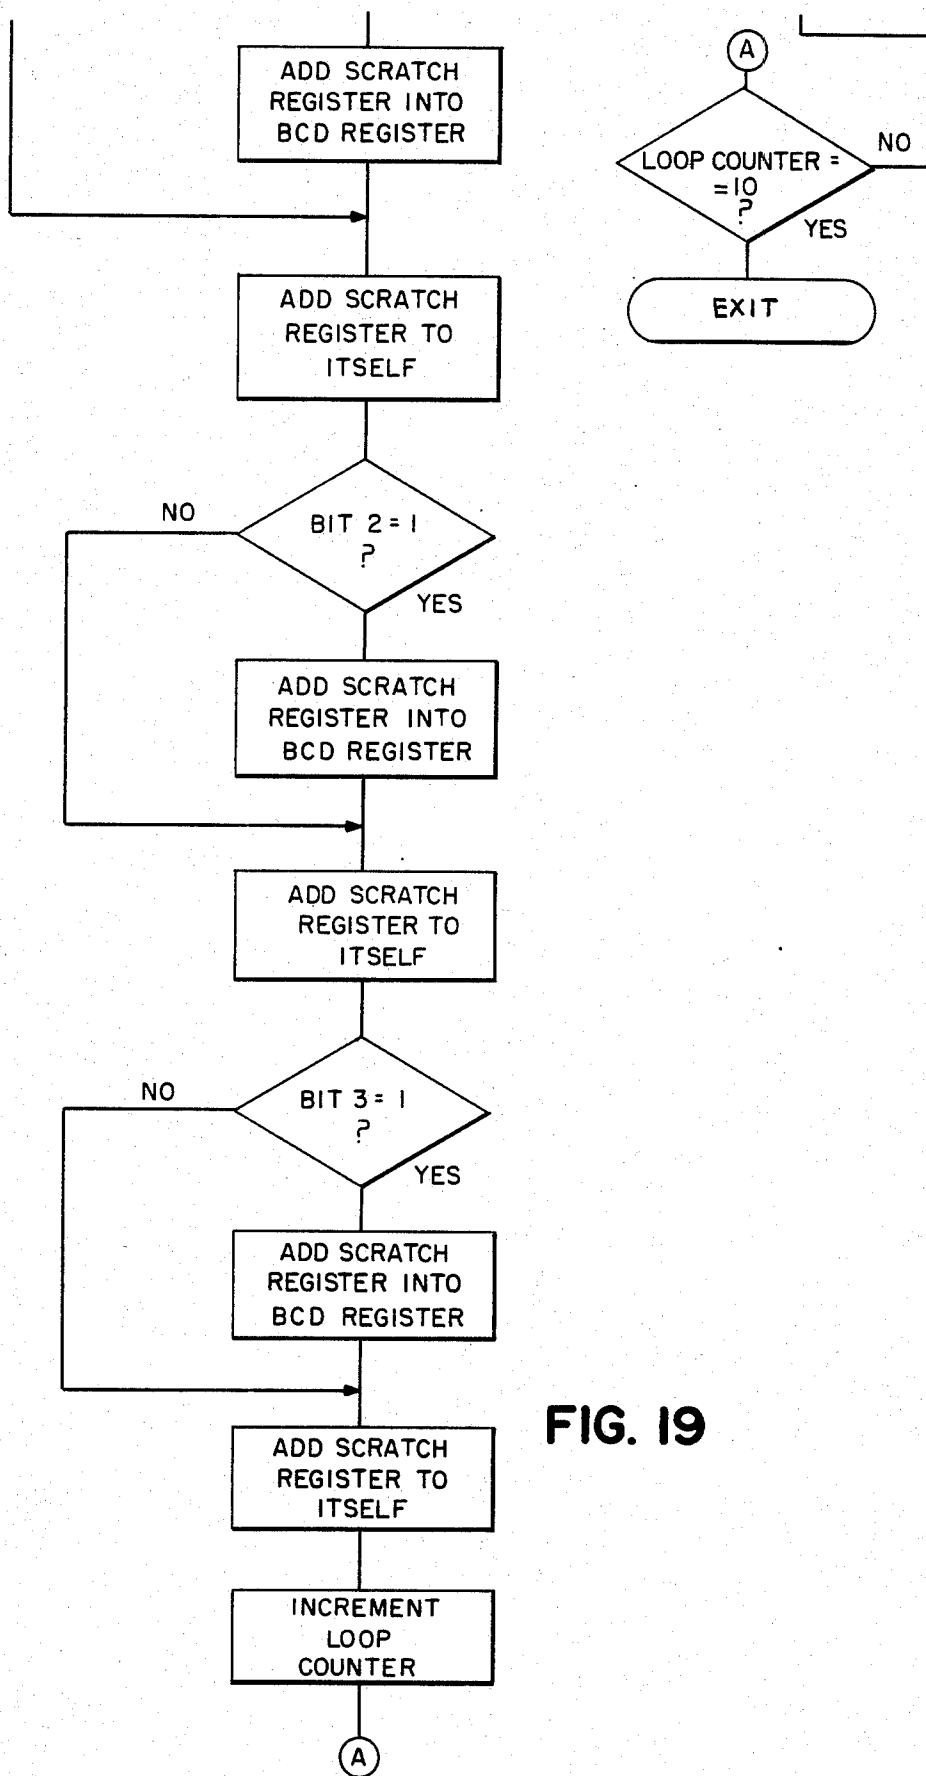 ADD SCRATCH
REGISTER INTO
BCD REGISTER
ADD SCRATCH
REGISTER TO
ITSELF
BIT 2 = 1
?
NO
YES
ADD SCRATCH
REGISTER INTO
BCD REGISTER
ADD SCRATCH
REGISTER TO
ITSELF
BIT 3 = 1
?
NO
YES
ADD SCRATCH
REGISTER INTO
BCD REGISTER
ADD SCRATCH
REGISTER TO
ITSELF
INCREMENT
LOOP
COUNTER
A
A
LOOP COUNTER =
=10
?
NO
YES
EXIT
FIG. 19